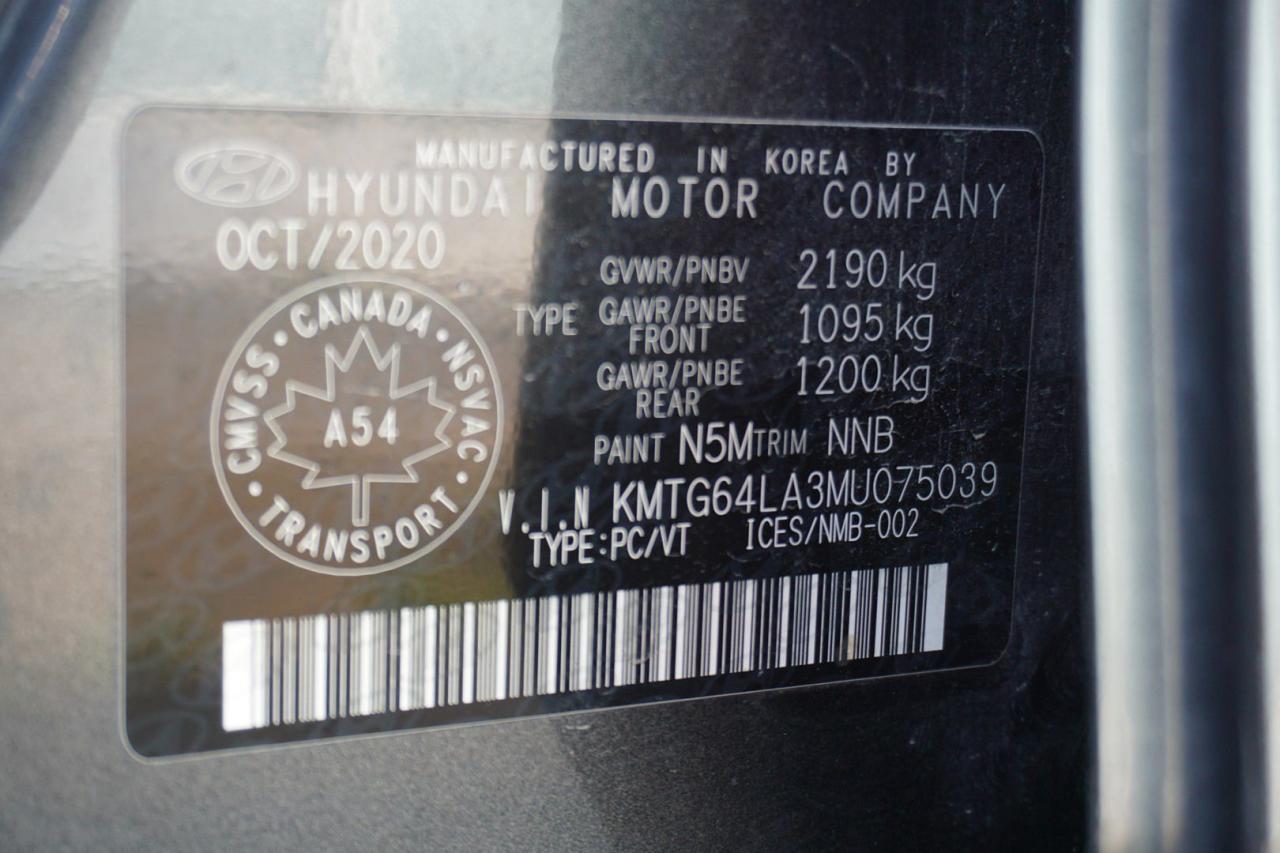 MANUFACTURED IN KOREA BY
HYUNDAI MOTOR COMPANY
OCT/2020
GVWR/PNBV 2190 kg
TYPE GAWR/PNBE FRONT 1095 kg
GAWR/PNBE REAR 1200 kg
PAINT N5M TRIM NNB
V.I.N KMTG64LA3MU075039
TYPE:PC/VT ICES/NMB-002
CMVSS · CANADA · NSVAC · TRANSPORT ·
A54